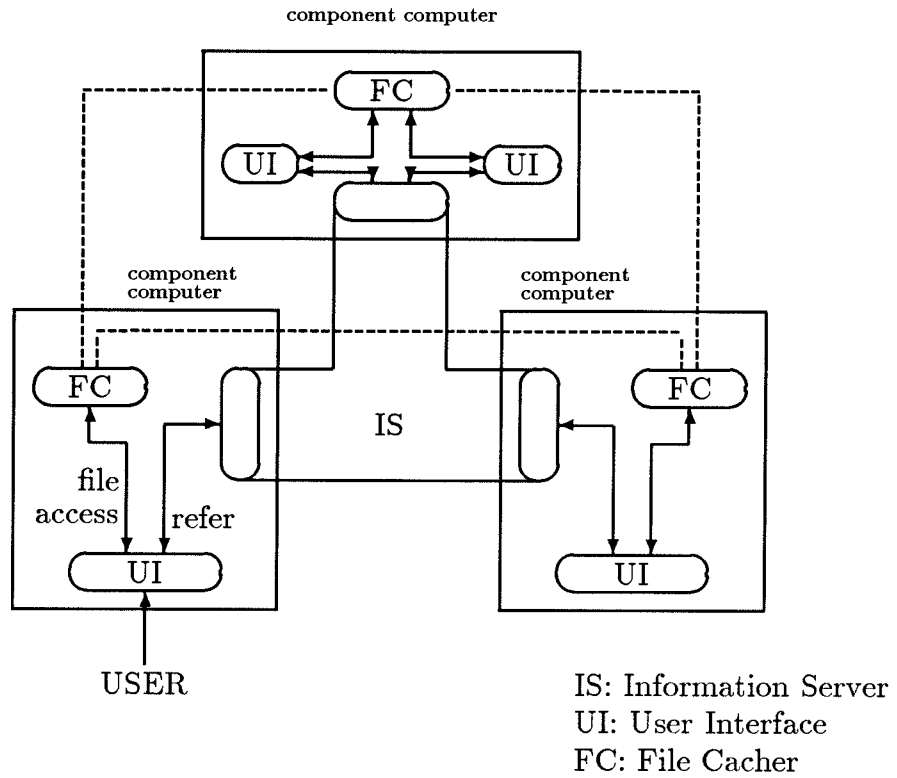 component computer
FC
UI
UI
component
computer
component
computer
FC
FC
IS
file
access
refer
UI
UI
USER
IS: Information Server
UI: User Interface
FC: File Cacher